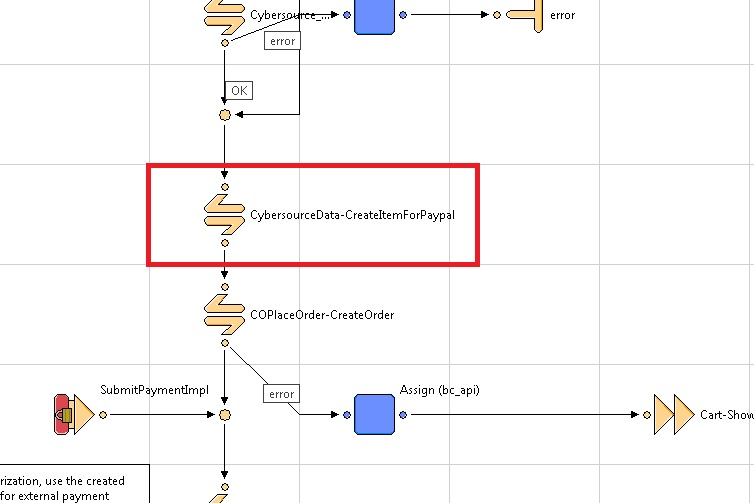 Cybersource_...
error
error
OK
CybersourceData-CreateItemForPaypal
COPlaceOrder-CreateOrder
SubmitPaymentImpl
error
Assign (bc_api)
Cart-Show
rization, use the created
for external payment